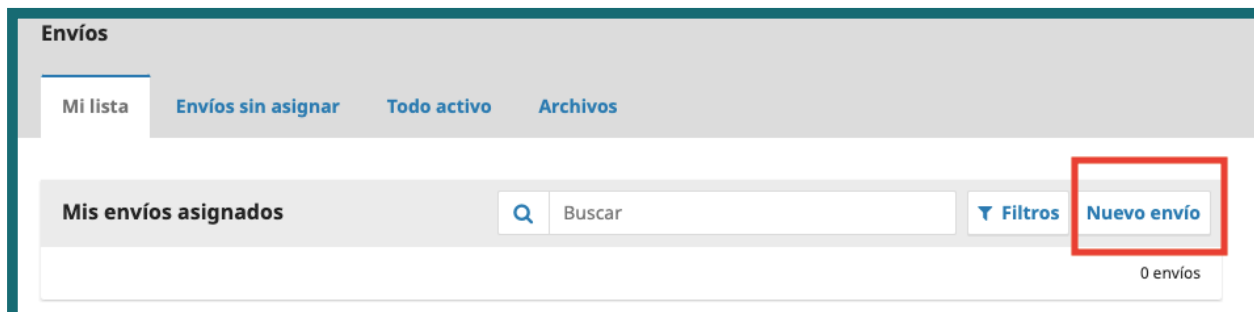 Envíos
Mi lista Envíos sin asignar Todo activo Archivos
Mis envíos asignados Buscar Filtros Nuevo envío
0 envíos